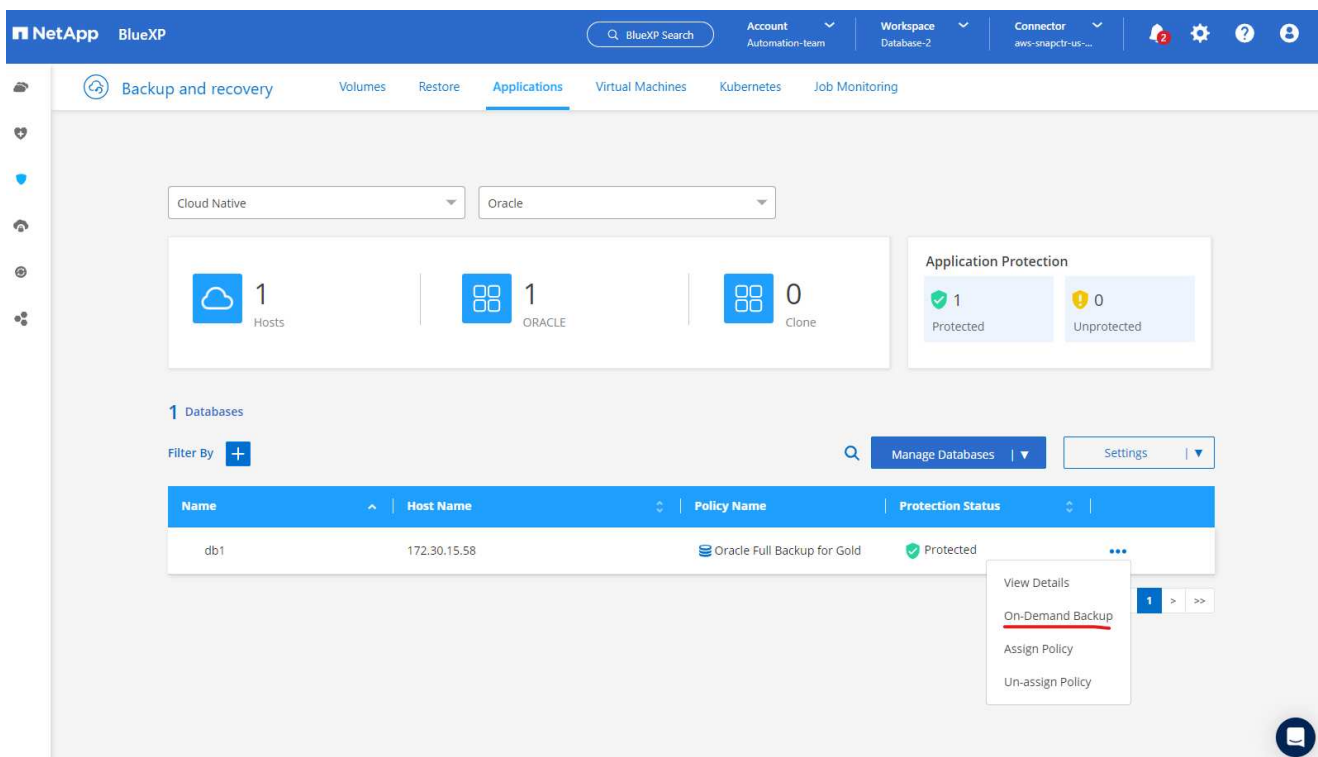 NetApp BlueXP
BlueXP Search
Account
Automation-team
Workspace
Database-2
Connector
aws-snapctr-us-...
2
Backup and recovery
Volumes Restore Applications Virtual Machines Kubernetes Job Monitoring
Cloud Native
Oracle
1
Hosts
1
ORACLE
0
Clone
Application Protection
1
Protected
0
Unprotected
1 Databases
Filter By
Manage Databases
Settings
Name Host Name Policy Name Protection Status
db1 172.30.15.58 Oracle Full Backup for Gold Protected
View Details
On-Demand Backup
Assign Policy
Un-assign Policy
1 > >>